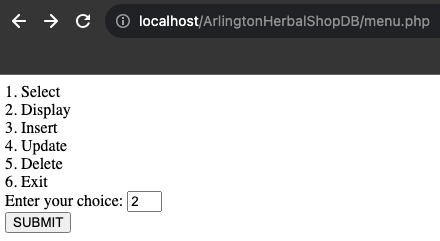 localhost/ArlingtonHerbalShopDB/menu.php
1. Select
2. Display
3. Insert
4. Update
5. Delete
6. Exit
Enter your choice: 2
SUBMIT